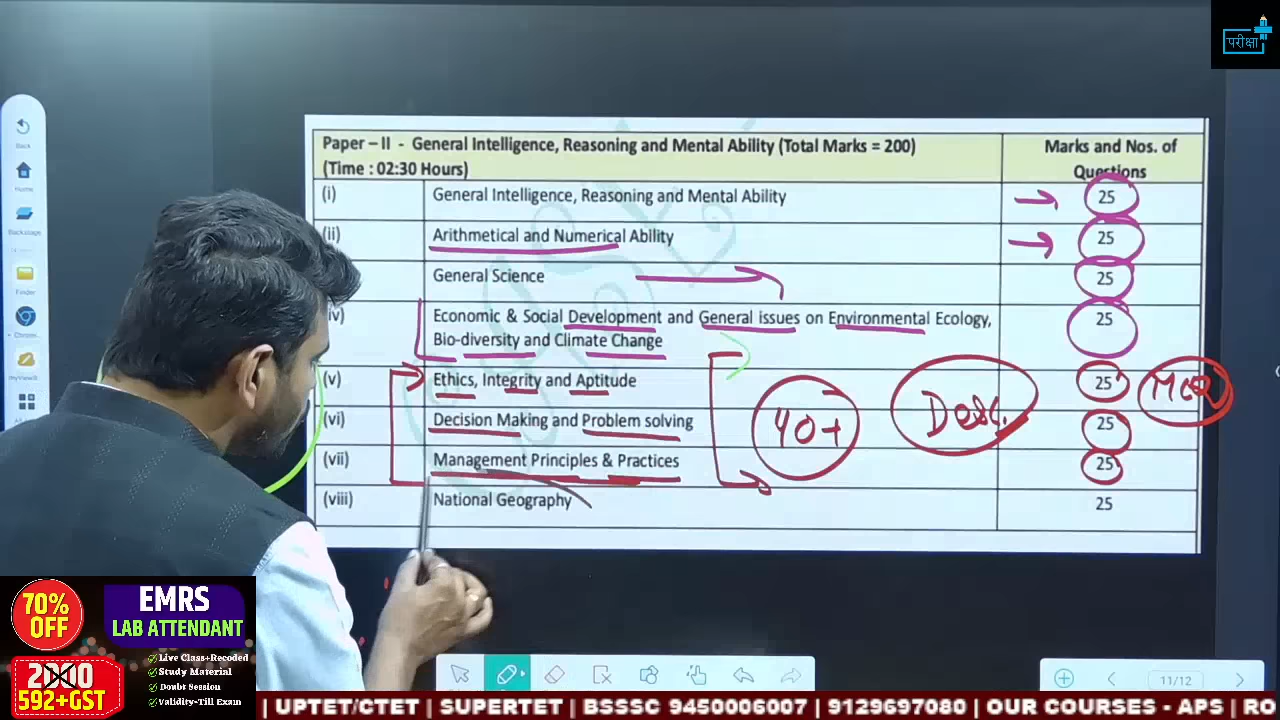 परीक्षा
Paper – II - General Intelligence, Reasoning and Mental Ability (Total Marks = 200)
(Time : 02:30 Hours)
Marks and Nos. of
Questions
(i) General Intelligence, Reasoning and Mental Ability 25
(ii) Arithmetical and Numerical Ability 25
General Science 25
iv) Economic & Social Development and General issues on Environmental Ecology,
Bio-diversity and Climate Change 25
(v) Ethics, Integrity and Aptitude 25 MCQ
(vi) Decision Making and Problem solving 25
40+ Desc.
(vii) Management Principles & Practices 25
(viii) National Geography 25
Back
Home
Backstage
Finder
Chrome
70%
OFF
EMRS
LAB ATTENDANT
592+GST
Live Class+Recoded
Study Material
Doubt Session
Validity-Till Exam
11/12
| UPTET/CTET | SUPERTET | BSSSC 9450006007 | 9129697080 | OUR COURSES - APS | RO